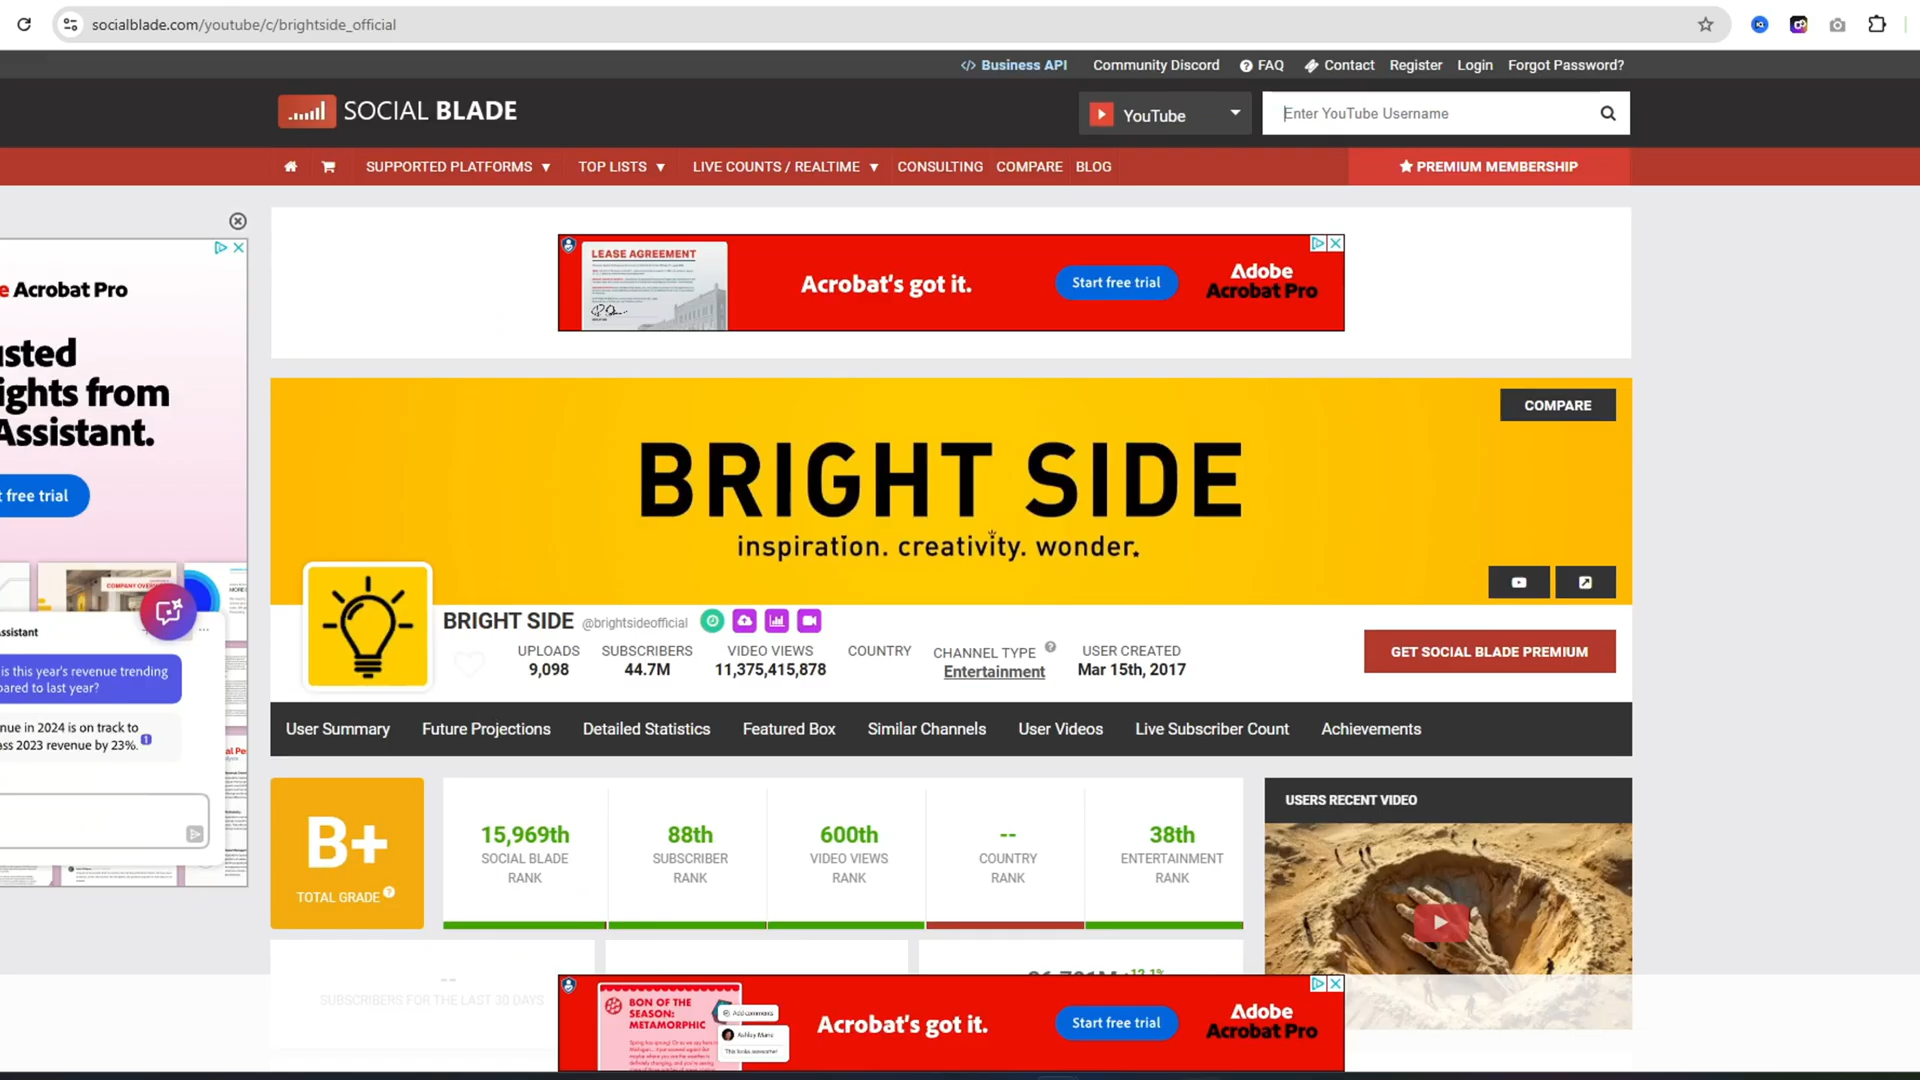 socialblade.com/youtube/c/brightside_official
</> Business API Community Discord FAQ Contact Register Login Forgot Password?
SOCIAL BLADE
YouTube
Enter YouTube Username
SUPPORTED PLATFORMS ▼ TOP LISTS ▼ LIVE COUNTS / REALTIME ▼ CONSULTING COMPARE BLOG
PREMIUM MEMBERSHIP
Acrobat Pro
usted
ights from
Assistant.
free trial
LEASE AGREEMENT
Acrobat's got it.
Start free trial
Adobe
Acrobat Pro
COMPARE
BRIGHT SIDE
inspiration. creativity. wonder.
BRIGHT SIDE @brightsideofficial
UPLOADS
9,098
SUBSCRIBERS
44.7M
VIDEO VIEWS
11,375,415,878
COUNTRY
CHANNEL TYPE
Entertainment
USER CREATED
Mar 15th, 2017
GET SOCIAL BLADE PREMIUM
sistant
is this year's revenue trending
pared to last year?
nue in 2024 is on track to
ass 2023 revenue by 23%. 1
User Summary Future Projections Detailed Statistics Featured Box Similar Channels User Videos Live Subscriber Count Achievements
B+
TOTAL GRADE
15,969th
SOCIAL BLADE
RANK
88th
SUBSCRIBER
RANK
600th
VIDEO VIEWS
RANK
--
COUNTRY
RANK
38th
ENTERTAINMENT
RANK
USERS RECENT VIDEO
--
SUBSCRIBERS FOR THE LAST 30 DAYS
BON OF THE
SEASON:
METAMORPHIC
Add comments
Acrobat's got it.
Start free trial
Adobe
Acrobat Pro